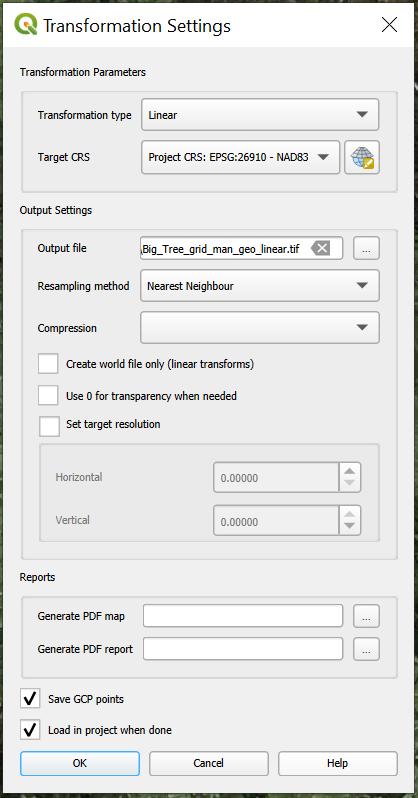 Transformation Settings
Transformation Parameters
Transformation type Linear
Target CRS Project CRS: EPSG:26910 - NAD83
Output Settings
Output file \Big_Tree_grid_man_geo_linear.tif ...
Resampling method Nearest Neighbour
Compression
Create world file only (linear transforms)
Use 0 for transparency when needed
Set target resolution
Horizontal 0.00000
Vertical 0.00000
Reports
Generate PDF map ...
Generate PDF report ...
Save GCP points
Load in project when done
OK Cancel Help